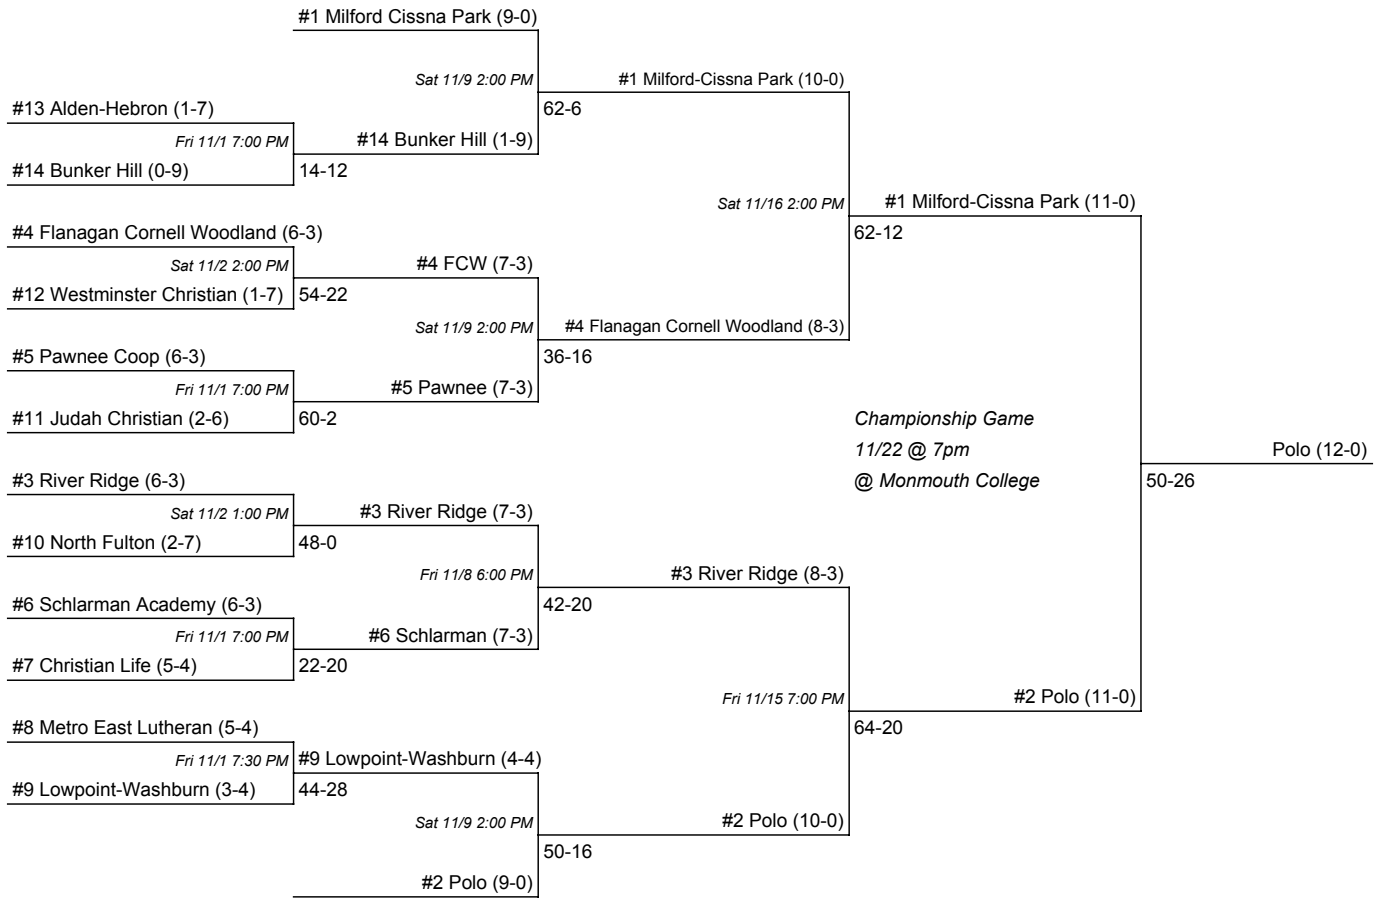 #1 Milford Cissna Park (9-0)
Sat 11/9 2:00 PM
#1 Milford-Cissna Park (10-0)
#13 Alden-Hebron (1-7)
62-6
Fri 11/1 7:00 PM
#14 Bunker Hill (1-9)
#14 Bunker Hill (0-9)
14-12
Sat 11/16 2:00 PM
#1 Milford-Cissna Park (11-0)
#4 Flanagan Cornell Woodland (6-3)
62-12
Sat 11/2 2:00 PM
#4 FCW (7-3)
#12 Westminster Christian (1-7)
54-22
Sat 11/9 2:00 PM
#4 Flanagan Cornell Woodland (8-3)
#5 Pawnee Coop (6-3)
36-16
Fri 11/1 7:00 PM
#5 Pawnee (7-3)
#11 Judah Christian (2-6)
60-2
Championship Game
11/22 @ 7pm
Polo (12-0)
#3 River Ridge (6-3)
@ Monmouth College
50-26
Sat 11/2 1:00 PM
#3 River Ridge (7-3)
#10 North Fulton (2-7)
48-0
Fri 11/8 6:00 PM
#3 River Ridge (8-3)
#6 Schlarman Academy (6-3)
42-20
Fri 11/1 7:00 PM
#6 Schlarman (7-3)
#7 Christian Life (5-4)
22-20
Fri 11/15 7:00 PM
#2 Polo (11-0)
#8 Metro East Lutheran (5-4)
64-20
Fri 11/1 7:30 PM
#9 Lowpoint-Washburn (4-4)
#9 Lowpoint-Washburn (3-4)
44-28
Sat 11/9 2:00 PM
#2 Polo (10-0)
50-16
#2 Polo (9-0)